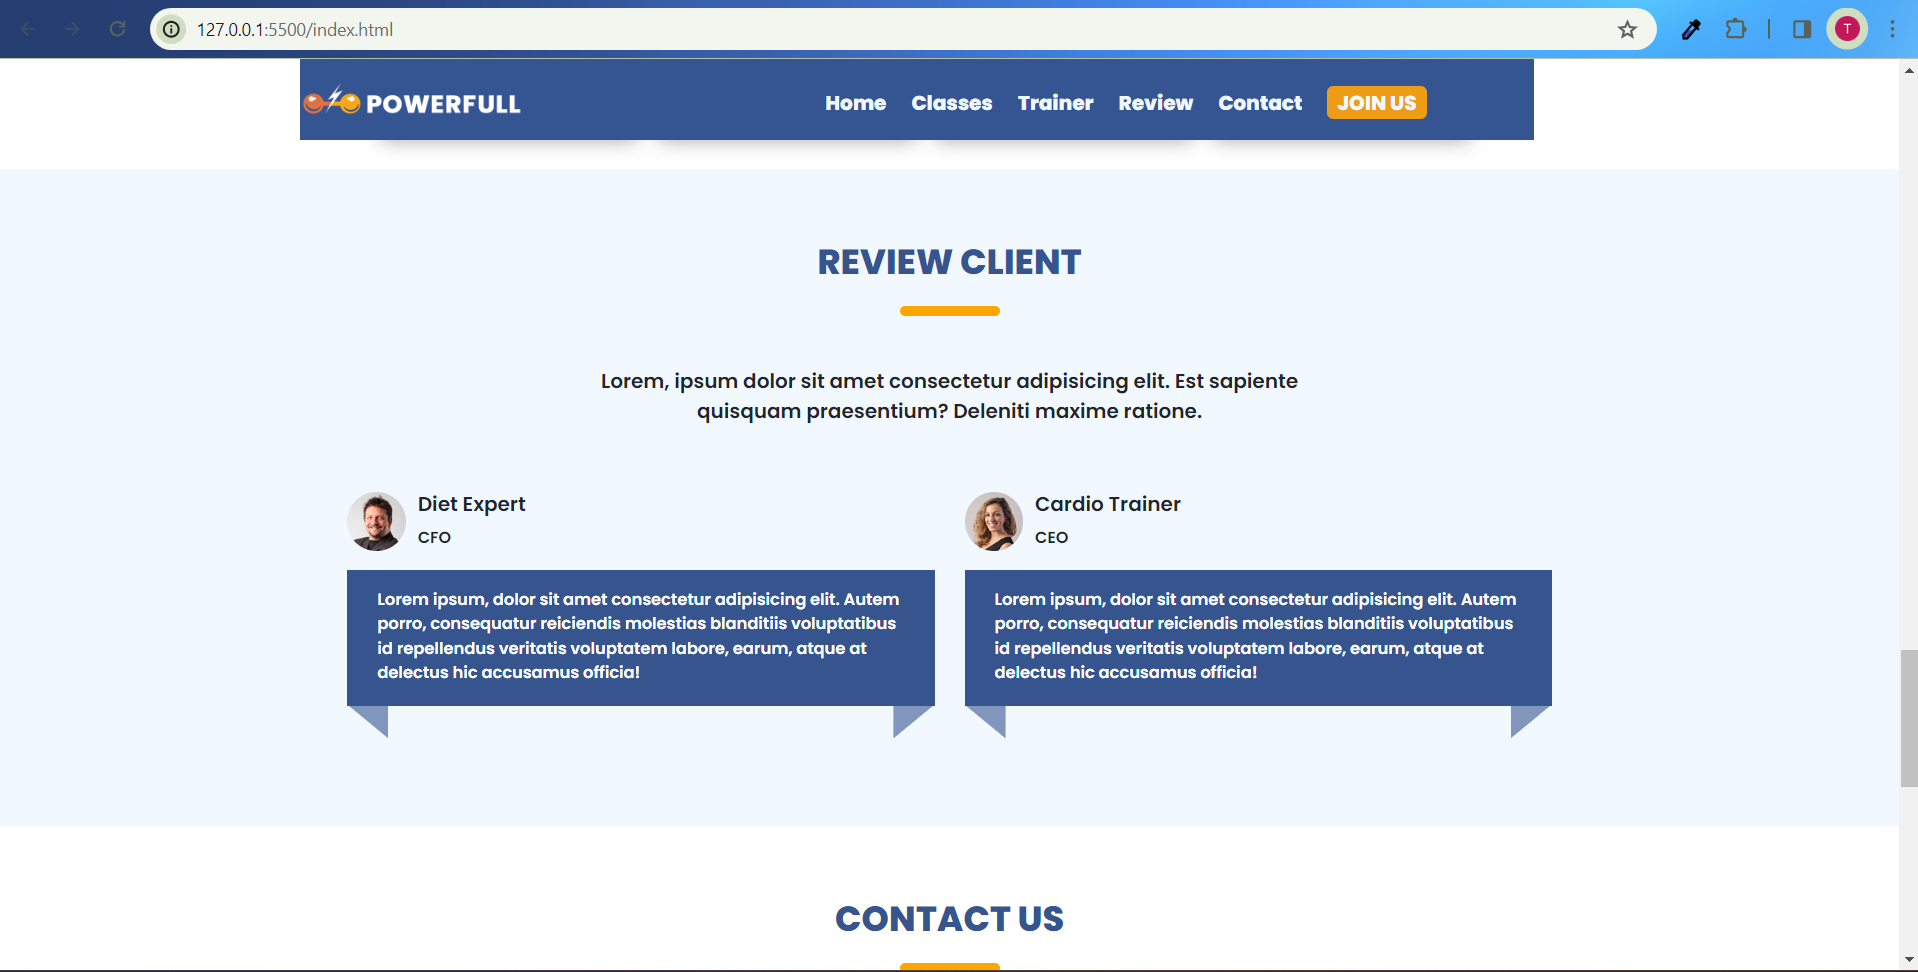 127.0.0.1:5500/index.html
T
POWERFULL
Home Classes Trainer Review Contact JOIN US
REVIEW CLIENT
Lorem, ipsum dolor sit amet consectetur adipisicing elit. Est sapiente
quisquam praesentium? Deleniti maxime ratione.
Diet Expert
CFO
Lorem ipsum, dolor sit amet consectetur adipisicing elit. Autem
porro, consequatur reiciendis molestias blanditiis voluptatibus
id repellendus veritatis voluptatem labore, earum, atque at
delectus hic accusamus officia!
Cardio Trainer
CEO
Lorem ipsum, dolor sit amet consectetur adipisicing elit. Autem
porro, consequatur reiciendis molestias blanditiis voluptatibus
id repellendus veritatis voluptatem labore, earum, atque at
delectus hic accusamus officia!
CONTACT US